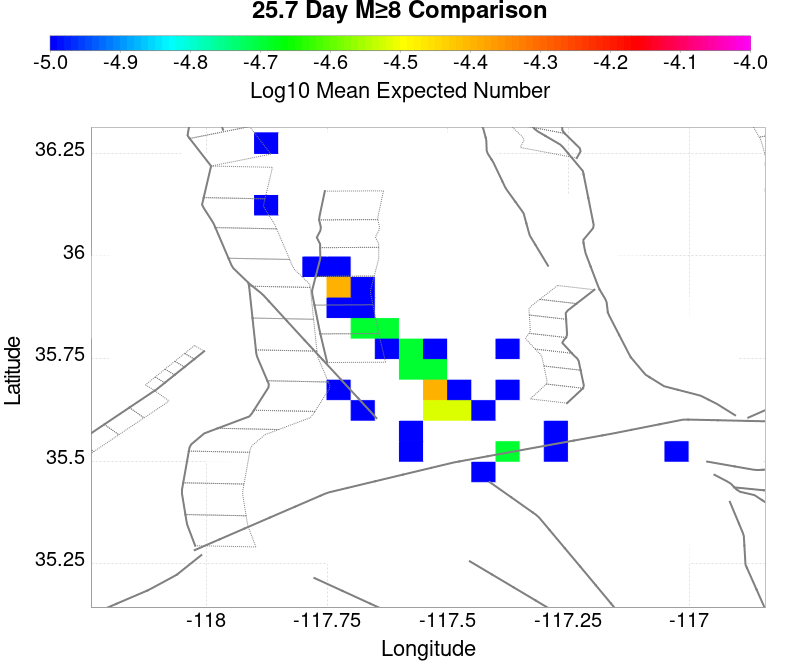 25.7 Day M≥8 Comparison
-5.0 -4.9 -4.8 -4.7 -4.6 -4.5 -4.4 -4.3 -4.2 -4.1 -4.0
Log10 Mean Expected Number
36.25
36
35.75
35.5
35.25
Latitude
-118 -117.75 -117.5 -117.25 -117
Longitude